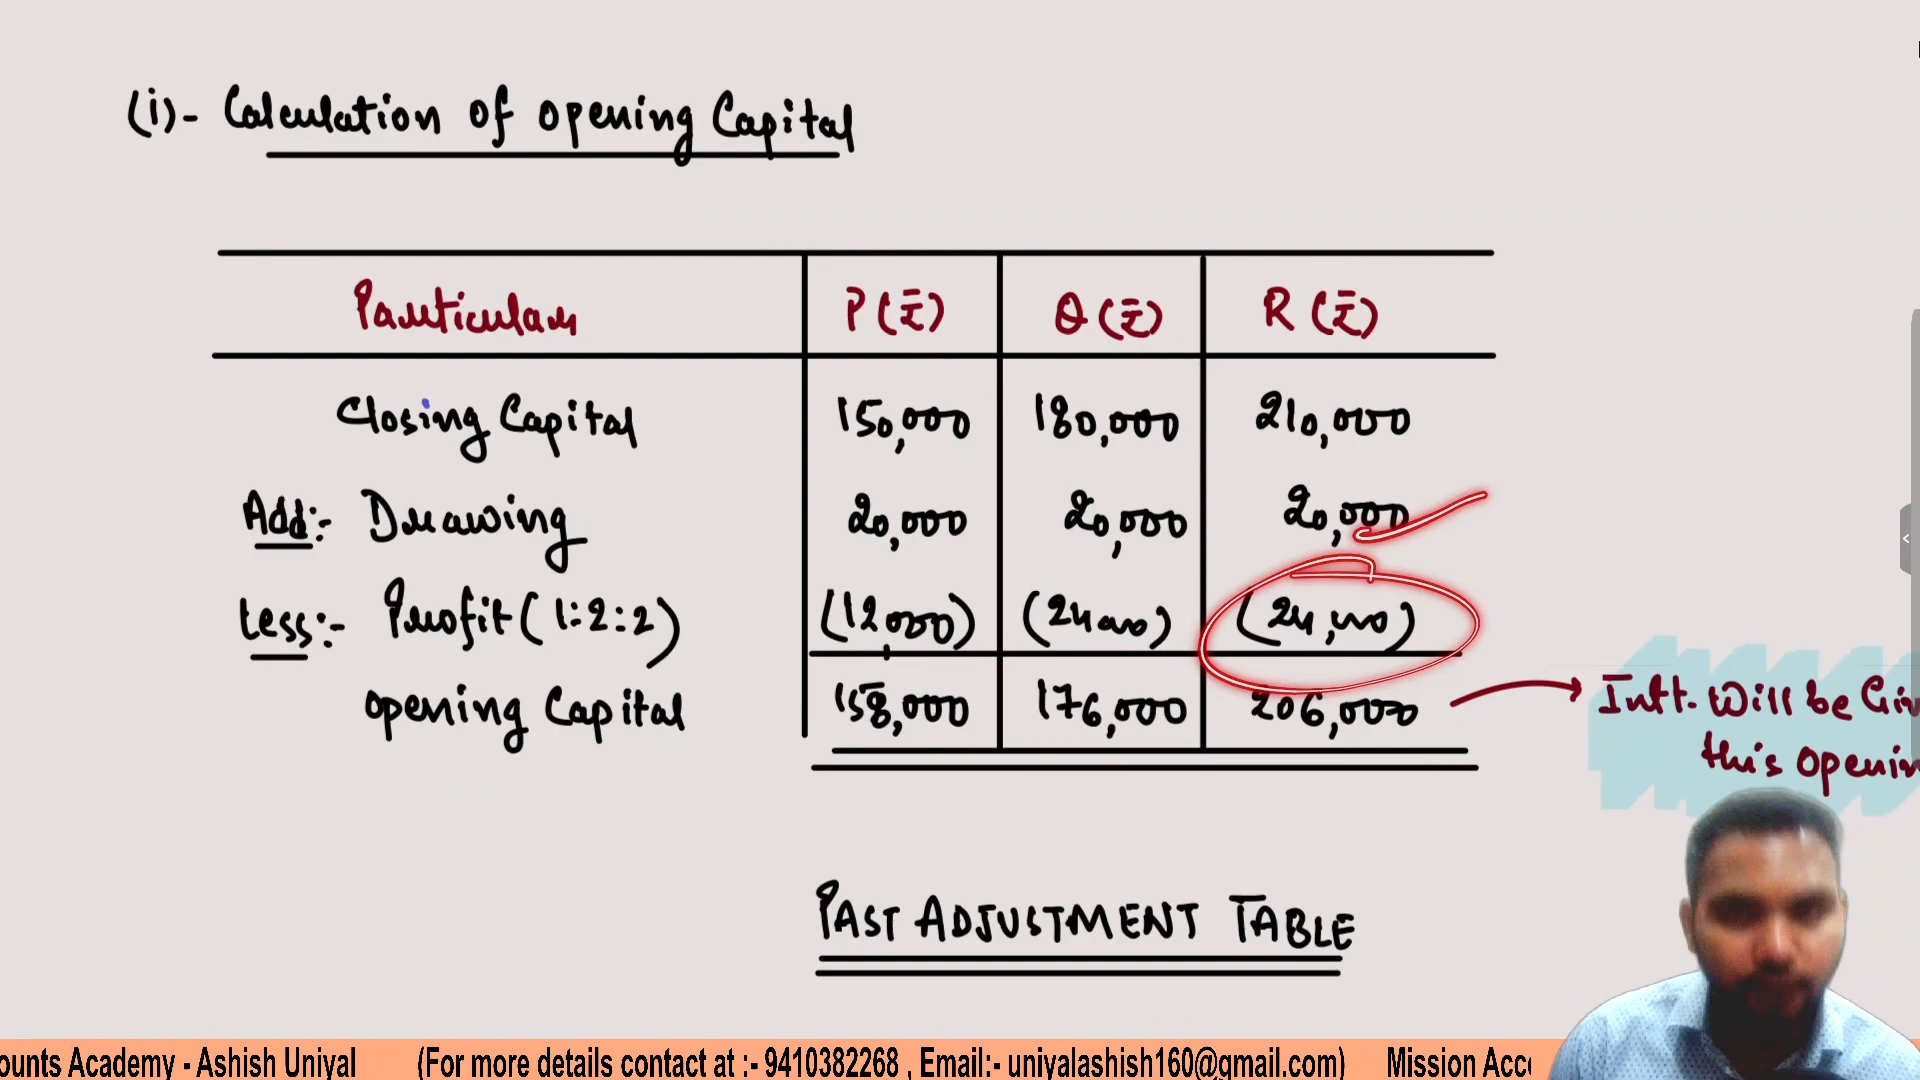 (i)- Calculation of opening Capital
Particulars P(₹) Q(₹) R(₹)
Closing Capital 150,000 180,000 210,000
Add:- Drawing 20,000 20,000 20,000
Less:- Profit(1:2:2) (12,000) (24000) (24,000)
opening Capital 158,000 176,000 206,000
Intt. Will be
this
PAST ADJUSTMENT TABLE
ounts Academy - Ashish Uniyal (For more details contact at :- 9410382268 , Email:- uniyalashish160@gmail.com) Mission Acc